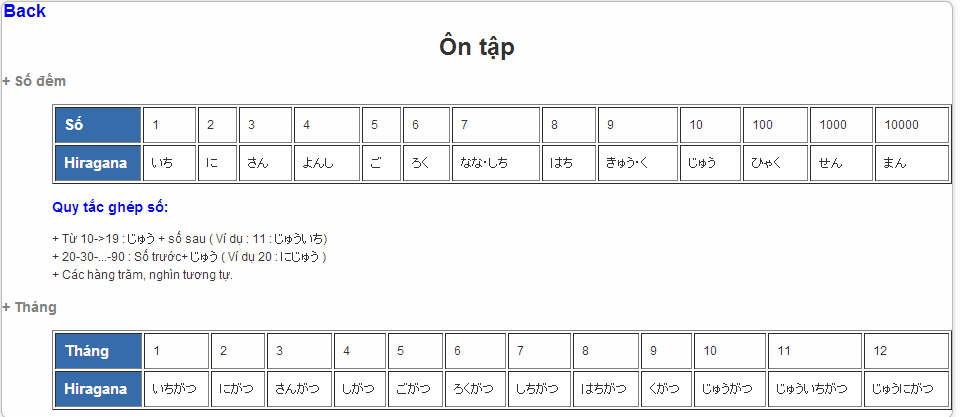 Back
Ôn tập
+ Số đếm
Số 1 2 3 4 5 6 7 8 9 10 100 1000 10000
Hiragana いち に さん よんし ご ろく なな・しち はち きゅう・く じゅう ひゃく せん まん
Quy tắc ghép số:
+ Từ 10->19 : じゅう + số sau ( Ví dụ : 11 : じゅういち)
+ 20-30-...-90 : Số trước+ じゅう ( Ví dụ 20 : にじゅう )
+ Các hàng trăm, nghìn tương tự.
+ Tháng
Tháng 1 2 3 4 5 6 7 8 9 10 11 12
Hiragana いちがつ にがつ さんがつ しがつ ごがつ ろくがつ しちがつ はちがつ くがつ じゅうがつ じゅういちがつ じゅうにがつ